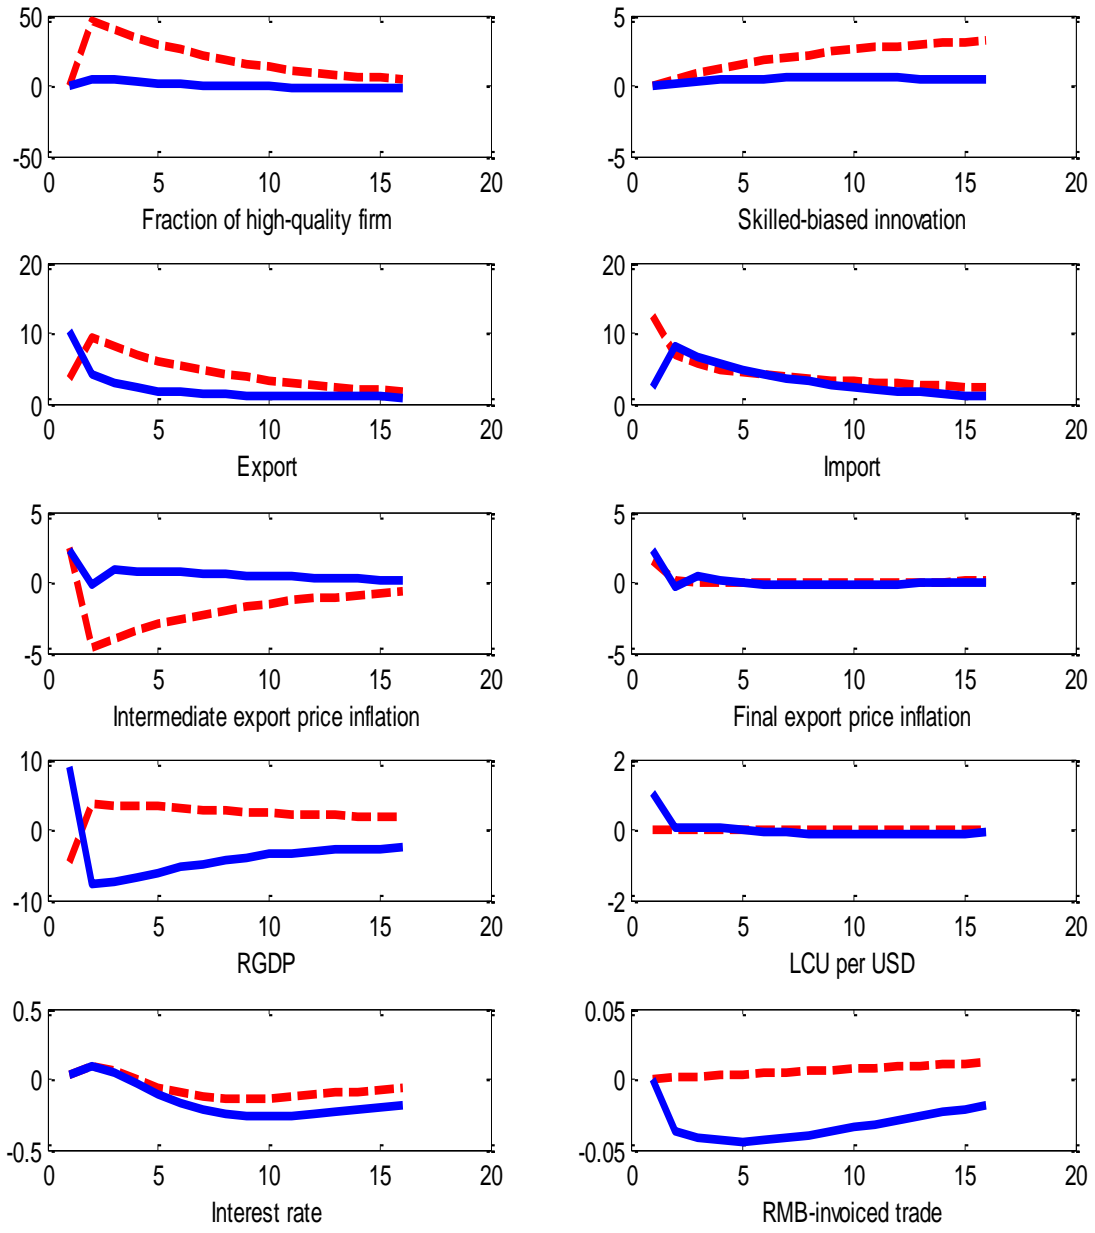 50
0
-50
0 5 10 15 20
Fraction of high-quality firm
5
0
-5
0 5 10 15 20
Skilled-biased innovation
20
10
0
0 5 10 15 20
Export
20
10
0
0 5 10 15 20
Import
5
0
-5
0 5 10 15 20
Intermediate export price inflation
5
0
-5
0 5 10 15 20
Final export price inflation
10
0
-10
0 5 10 15 20
RGDP
2
0
-2
0 5 10 15 20
LCU per USD
0.5
0
-0.5
0 5 10 15 20
Interest rate
0.05
0
-0.05
0 5 10 15 20
RMB-invoiced trade